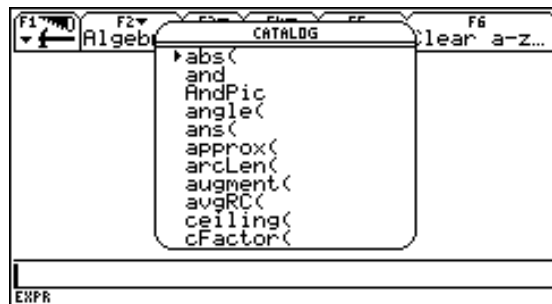 F1 F2 F6
Algeb Clear a-z…
CATALOG
abs(
and
AndPic
angle(
ans(
approx(
arcLen(
augment(
avgRC(
ceiling(
cFactor(
EXPR